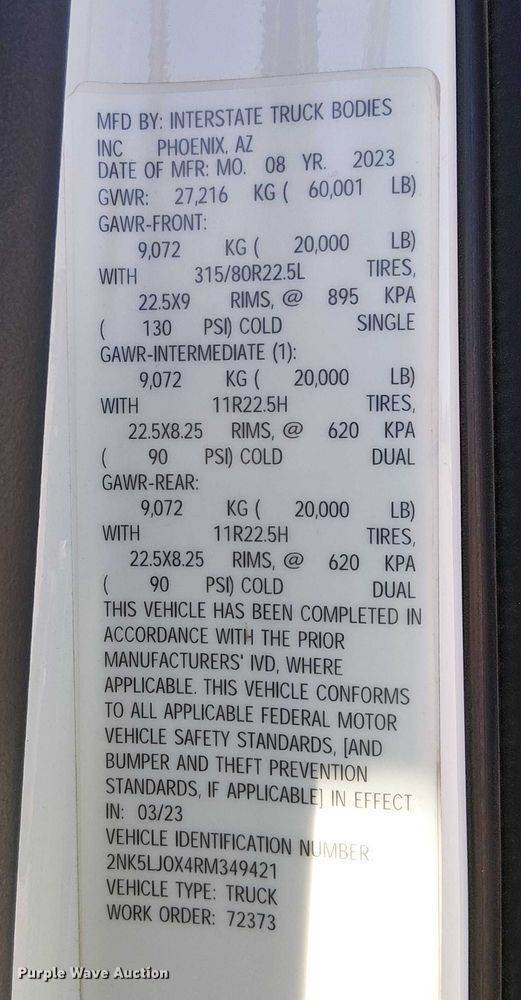 MFD BY: INTERSTATE TRUCK BODIES
INC PHOENIX, AZ
DATE OF MFR: MO. 08 YR. 2023
GVWR: 27,216 KG ( 60,001 LB)
GAWR-FRONT:
9,072 KG ( 20,000 LB)
WITH 315/80R22.5L TIRES,
22.5X9 RIMS, @ 895 KPA
( 130 PSI) COLD SINGLE
GAWR-INTERMEDIATE (1):
9,072 KG ( 20,000 LB)
WITH 11R22.5H TIRES,
22.5X8.25 RIMS, @ 620 KPA
( 90 PSI) COLD DUAL
GAWR-REAR:
9,072 KG ( 20,000 LB)
WITH 11R22.5H TIRES,
22.5X8.25 RIMS, @ 620 KPA
( 90 PSI) COLD DUAL
THIS VEHICLE HAS BEEN COMPLETED IN
ACCORDANCE WITH THE PRIOR
MANUFACTURERS' IVD, WHERE
APPLICABLE. THIS VEHICLE CONFORMS
TO ALL APPLICABLE FEDERAL MOTOR
VEHICLE SAFETY STANDARDS, [AND
BUMPER AND THEFT PREVENTION
STANDARDS, IF APPLICABLE] IN EFFECT
IN: 03/23
VEHICLE IDENTIFICATION NUMBER:
2NK5LJ0X4RM349421
VEHICLE TYPE: TRUCK
WORK ORDER: 72373
Purple Wave Auction